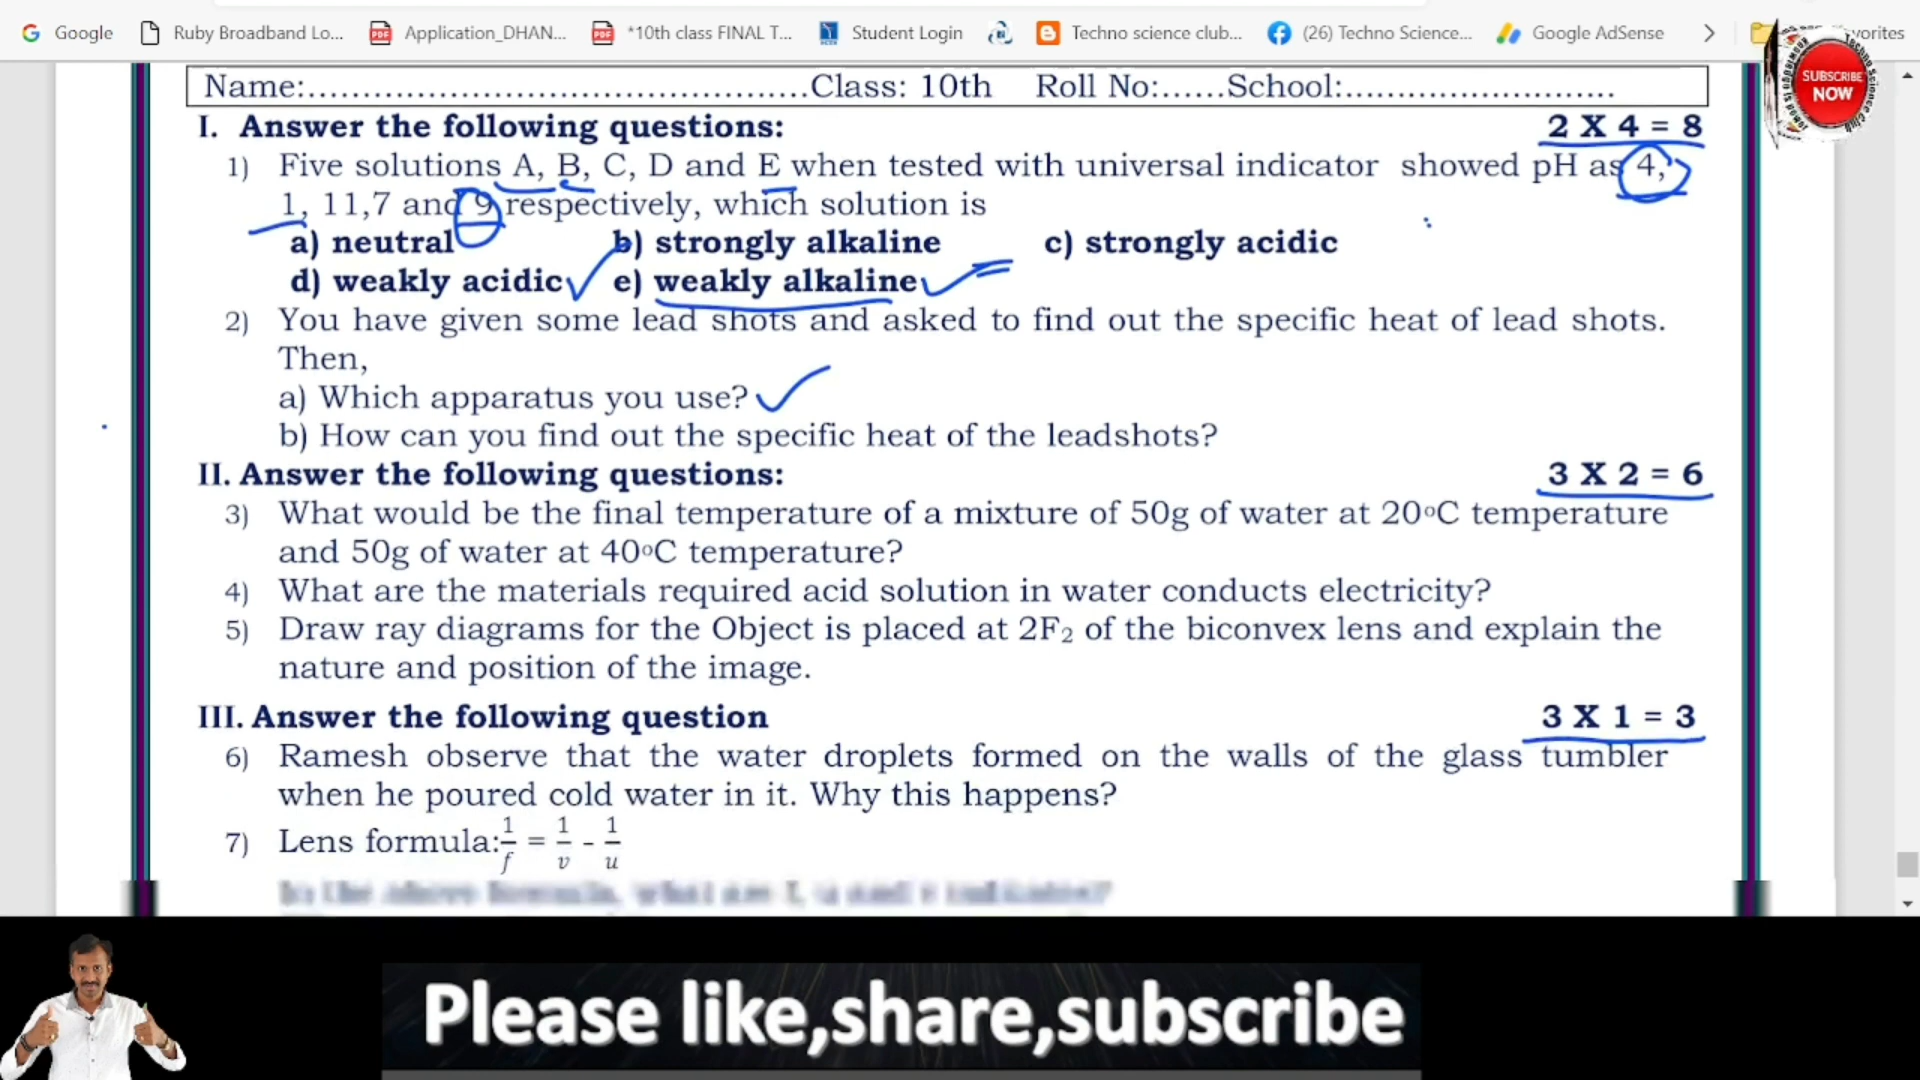 Google Ruby Broadband Lo... Application_DHAN... *10th class FINAL T... Student Login Techno science club... (26) Techno Science... Google AdSense
SUBSCRIBE
NOW
Name:..............................................Class: 10th Roll No:......School:.........................
I. Answer the following questions: 2 X 4 = 8
1) Five solutions A, B, C, D and E when tested with universal indicator showed pH as 4,
1, 11,7 and 9 respectively, which solution is
a) neutral b) strongly alkaline c) strongly acidic
d) weakly acidic e) weakly alkaline
2) You have given some lead shots and asked to find out the specific heat of lead shots.
Then,
a) Which apparatus you use?
b) How can you find out the specific heat of the leadshots?
II. Answer the following questions: 3 X 2 = 6
3) What would be the final temperature of a mixture of 50g of water at 20oC temperature
and 50g of water at 40oC temperature?
4) What are the materials required acid solution in water conducts electricity?
5) Draw ray diagrams for the Object is placed at 2F2 of the biconvex lens and explain the
nature and position of the image.
III. Answer the following question 3 X 1 = 3
6) Ramesh observe that the water droplets formed on the walls of the glass tumbler
when he poured cold water in it. Why this happens?
7) Lens formula: 1/f = 1/v - 1/u
Please like,share,subscribe